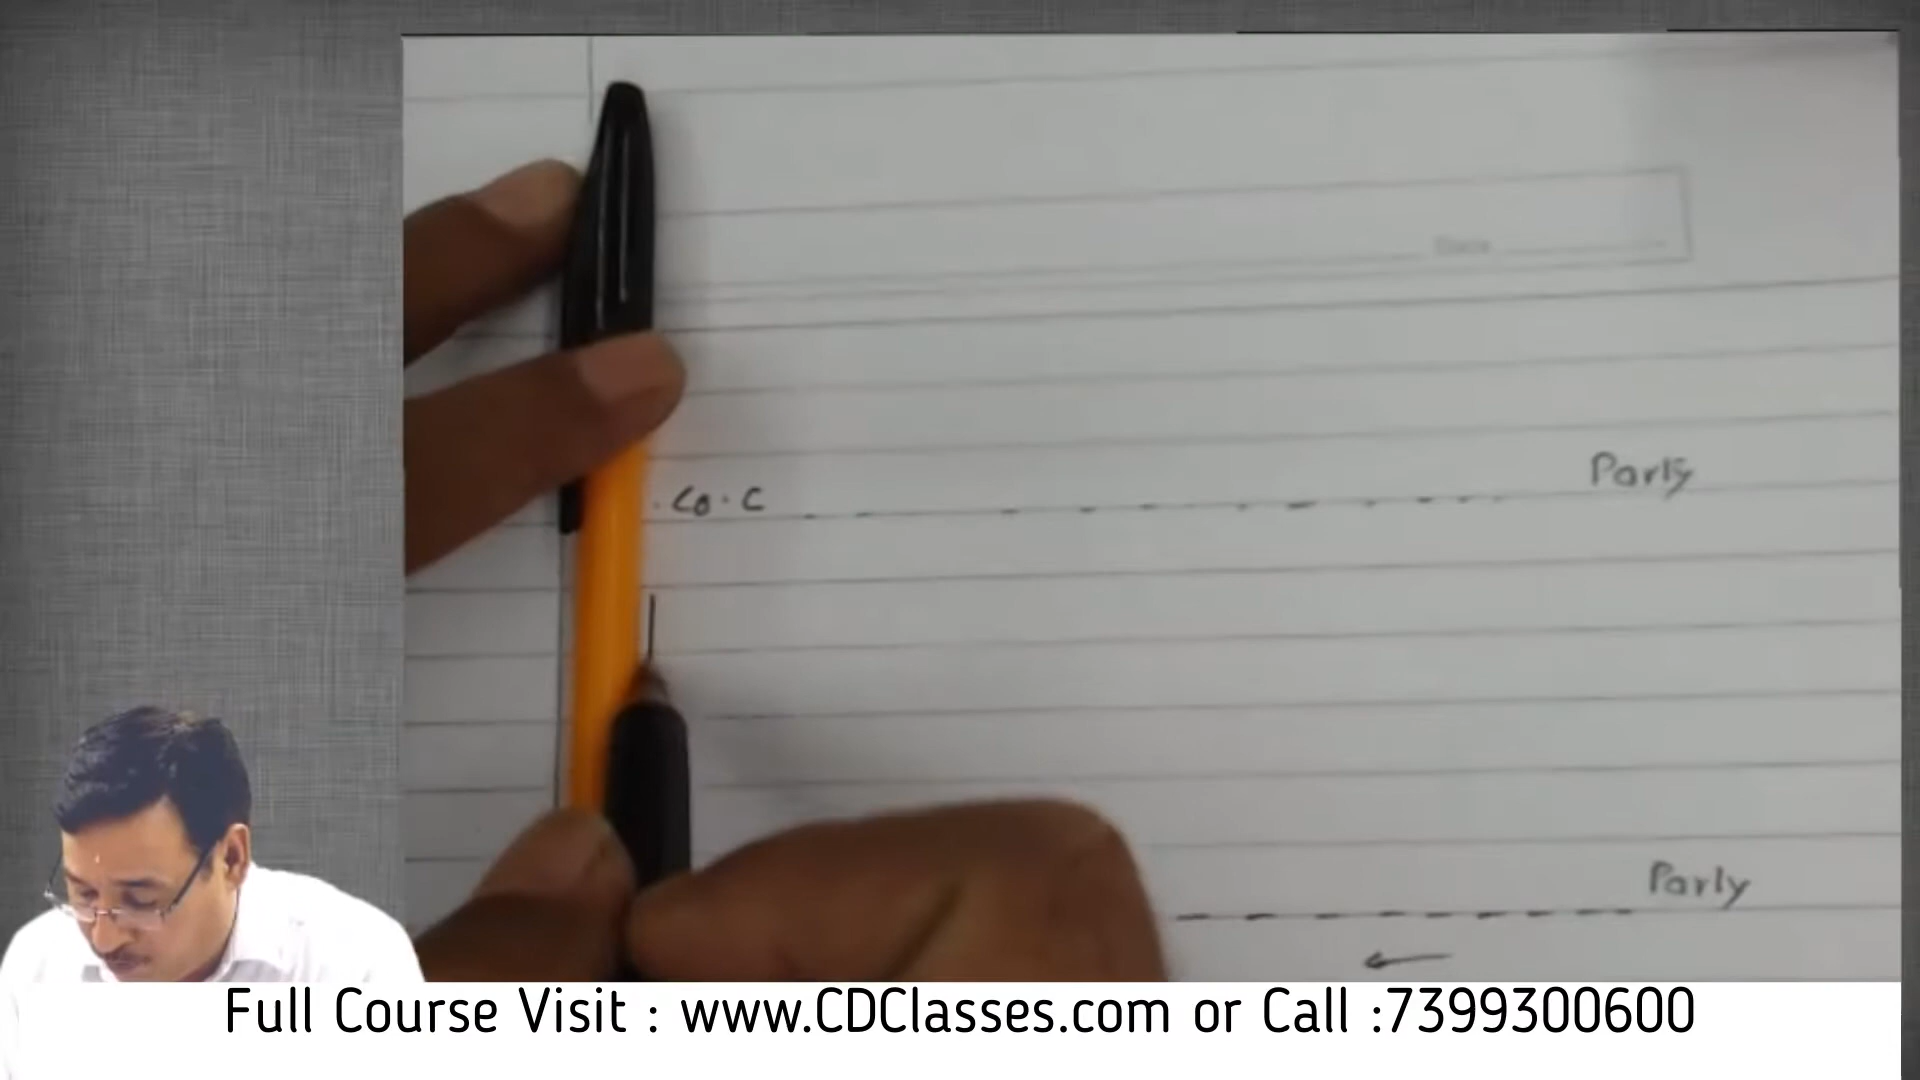 Date
. Co. C Party
Party
Full Course Visit : www.CDClasses.com or Call :7399300600